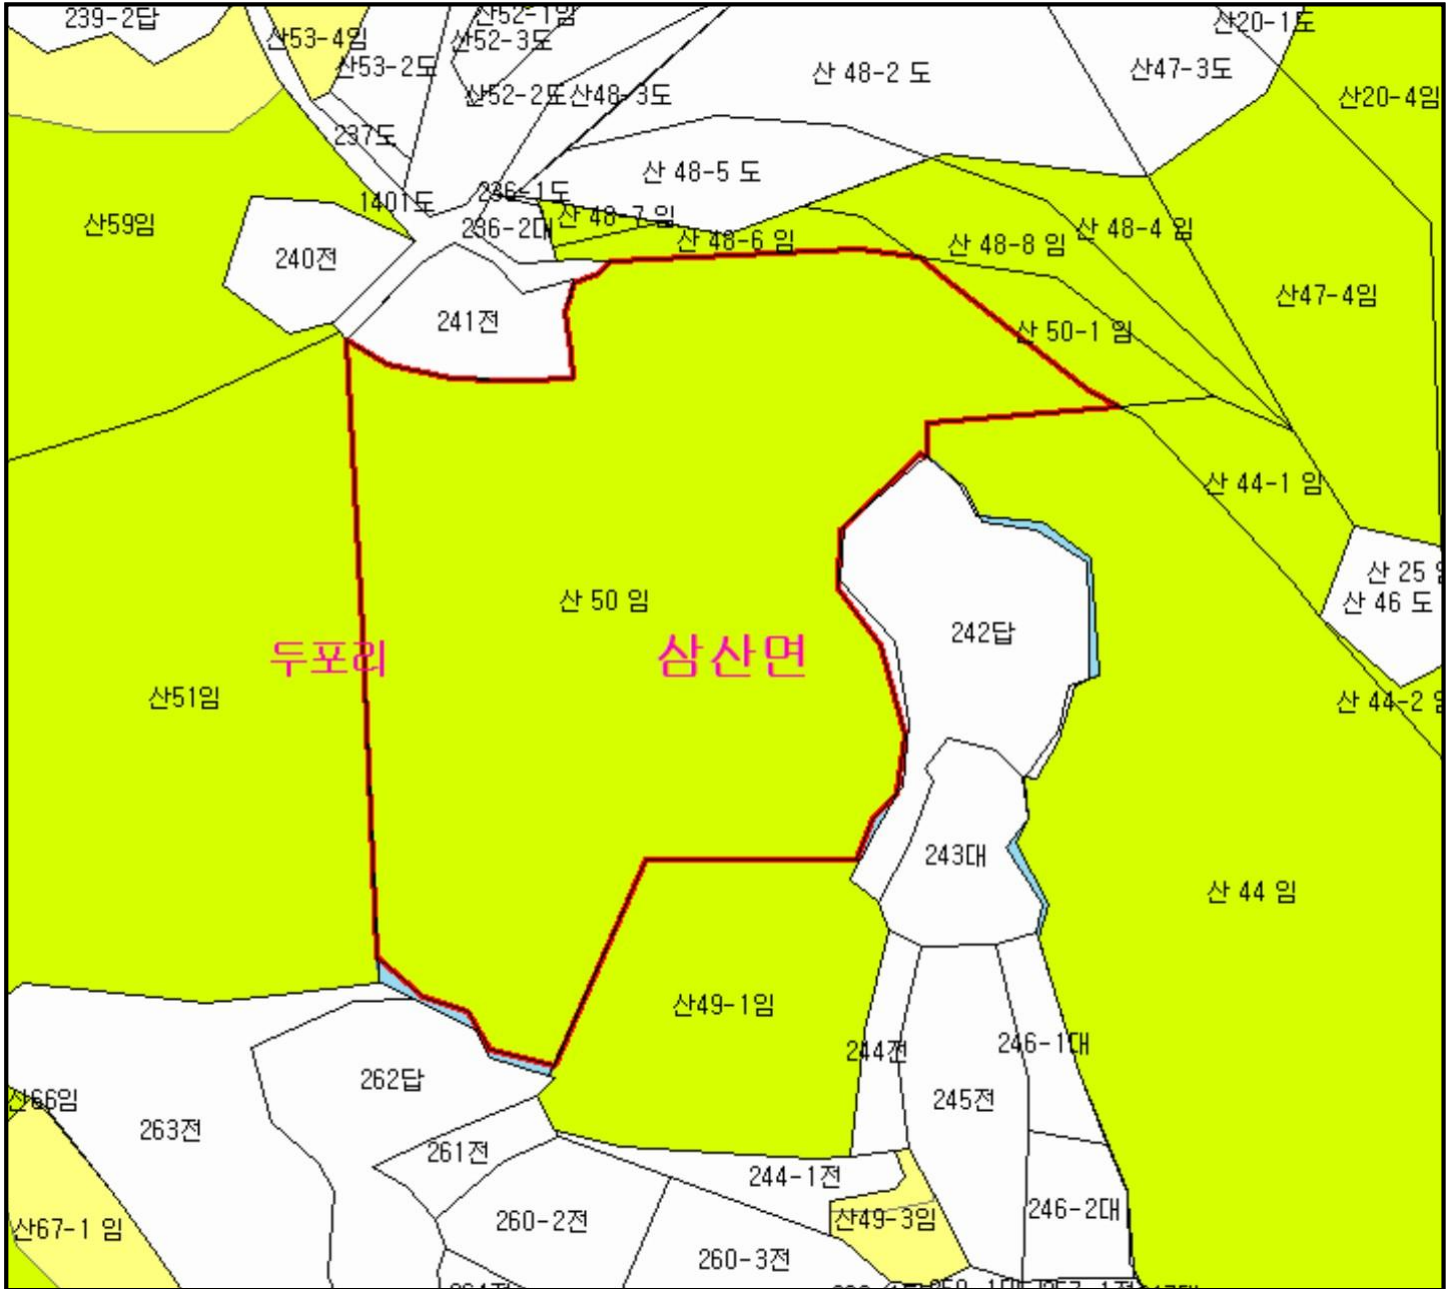 239-2답
산53-4임
산52-1임
산52-3도
산20-1도
산53-2도
산 48-2 도
산47-3도
산52-2도
산48-3도
산20-4임
237도
산 48-5 도
1401도
236-1도
산59임
236-2대
산 48-7 임
산 48-6 임
산 48-8 임
산 48-4 임
240전
산47-4임
241전
산 50-1 임
산 44-1 임
산 25
산 50 임
산 46 도
242답
두포리
삼산면
산51임
산 44-2
243대
산 44 임
산49-1임
244전
246-1대
262답
산66임
245전
263전
261전
244-1전
산67-1 임
260-2전
산49-3임
246-2대
260-3전